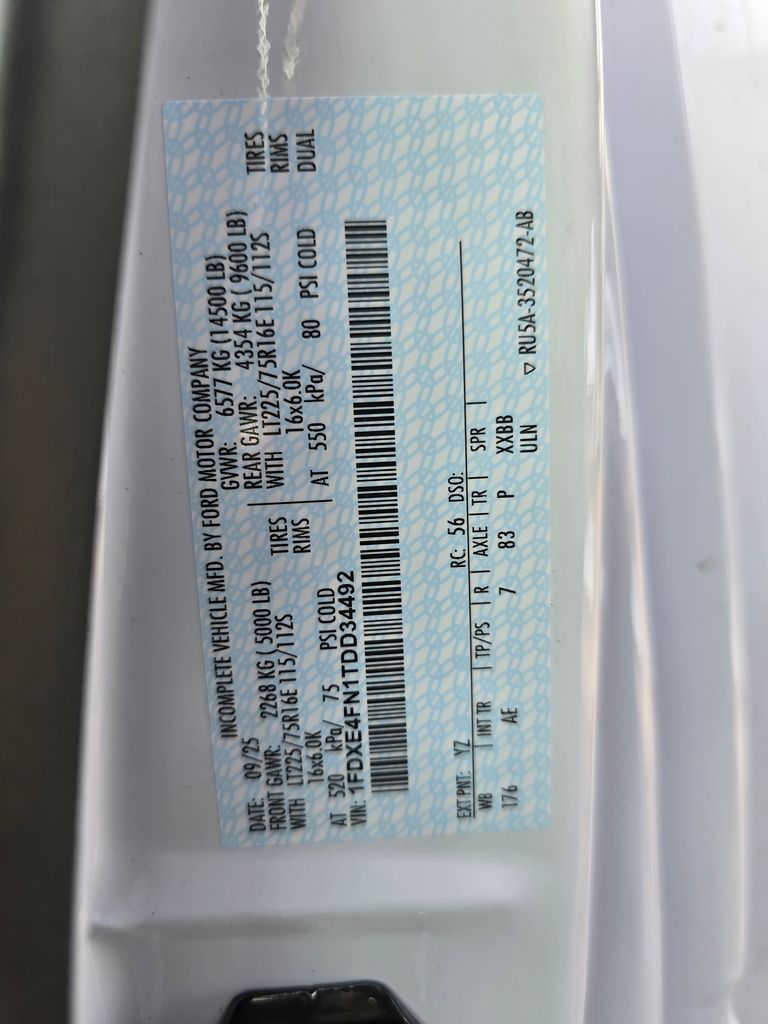 INCOMPLETE VEHICLE MFD. BY FORD MOTOR COMPANY
DATE: 09/25 GVWR: 6577 KG (14500 LB)
FRONT GAWR: 2268 KG ( 5000 LB) REAR GAWR: 4354 KG ( 9600 LB)
WITH LT225/75R16E 115/112S TIRES WITH LT225/75R16E 115/112S TIRES
16x6.0K RIMS 16x6.0K RIMS
AT 520 kPa/ 75 PSI COLD AT 550 kPa/ 80 PSI COLD DUAL
VIN: 1FDXE4FN1TDD34492
EXT PNT: YZ RC: 56 DSO:
WB INT TR TP/PS R AXLE TR SPR
176 AE 7 83 P XXBB
ULN
▽ RU5A-3520472-AB